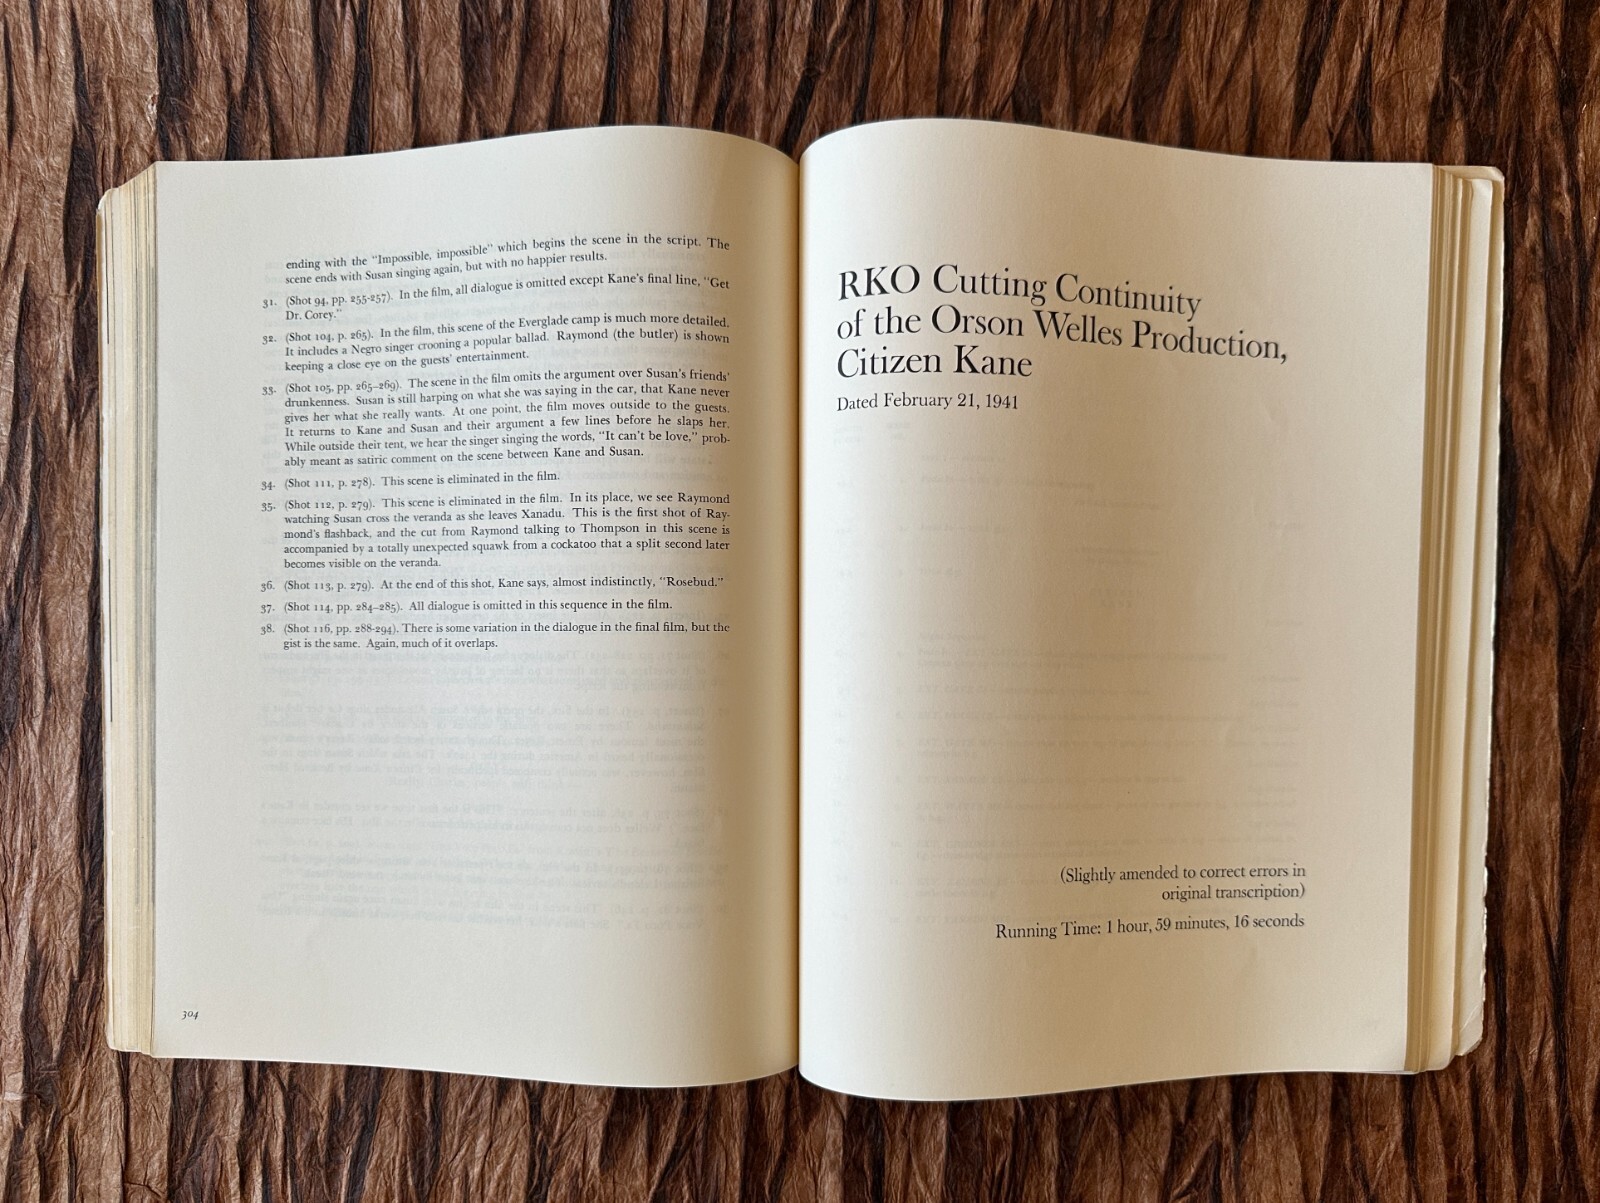 ending with the "Impossible, impossible" which begins the scene in the script. The
scene ends with Susan singing again, but with no happier results.
31. (Shot 94, pp. 255-257). In the film, all dialogue is omitted except Kane's final line, "Get
Dr. Corey."
32. (Shot 104, p. 265). In the film, this scene of the Everglade camp is much more detailed.
It includes a Negro singer crooning a popular ballad. Raymond (the butler) is shown
keeping a close eye on the guests' entertainment.
33. (Shot 105, pp. 265–269). The scene in the film omits the argument over Susan's friends'
drunkenness. Susan is still harping on what she was saying in the car, that Kane never
gives her what she really wants. At one point, the film moves outside to the guests.
It returns to Kane and Susan and their argument a few lines before he slaps her.
While outside their tent, we hear the singer singing the words, "It can't be love," prob-
ably meant as satiric comment on the scene between Kane and Susan.
34. (Shot 111, p. 278). This scene is eliminated in the film.
35. (Shot 112, p. 279). This scene is eliminated in the film. In its place, we see Raymond
watching Susan cross the veranda as she leaves Xanadu. This is the first shot of Ray-
mond's flashback, and the cut from Raymond talking to Thompson in this scene is
accompanied by a totally unexpected squawk from a cockatoo that a split second later
becomes visible on the veranda.
36. (Shot 113, p. 279). At the end of this shot, Kane says, almost indistinctly, "Rosebud."
37. (Shot 114, pp. 284–285). All dialogue is omitted in this sequence in the film.
38. (Shot 116, pp. 288-294). There is some variation in the dialogue in the final film, but the
gist is the same. Again, much of it overlaps.
304
RKO Cutting Continuity
of the Orson Welles Production,
Citizen Kane
Dated February 21, 1941
(Slightly amended to correct errors in
original transcription)
Running Time: 1 hour, 59 minutes, 16 seconds